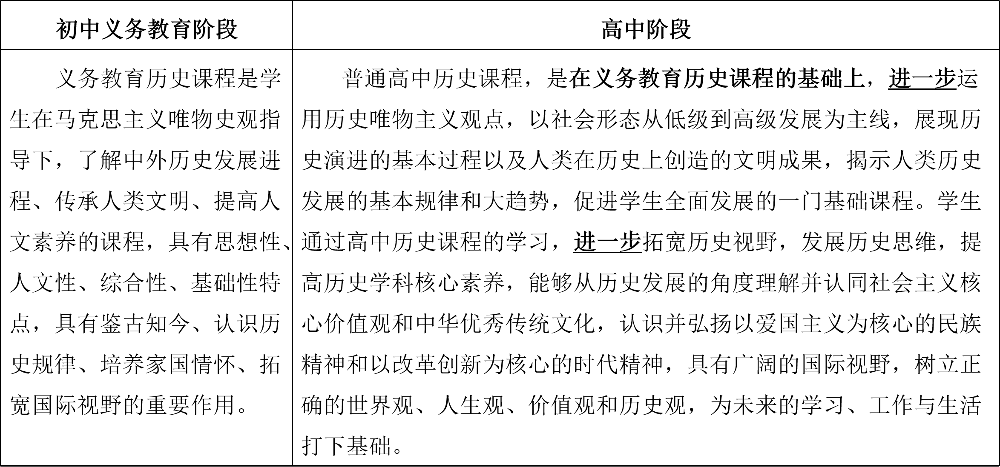 初中义务教育阶段
高中阶段
义务教育历史课程是学
生在马克思主义唯物史观指
导下，了解中外历史发展进
程、传承人类文明、提高人
文素养的课程，具有思想性、
人文性、综合性、基础性特
点，具有鉴古知今、认识历
史规律、培养家国情怀、拓
宽国际视野的重要作用。
普通高中历史课程，是在义务教育历史课程的基础上，进一步运
用历史唯物主义观点，以社会形态从低级到高级发展为主线，展现历
史演进的基本过程以及人类在历史上创造的文明成果，揭示人类历史
发展的基本规律和大趋势，促进学生全面发展的一门基础课程。学生
通过高中历史课程的学习，进一步拓宽历史视野，发展历史思维，提
高历史学科核心素养，能够从历史发展的角度理解并认同社会主义核
心价值观和中华优秀传统文化，认识并弘扬以爱国主义为核心的民族
精神和以改革创新为核心的时代精神，具有广阔的国际视野，树立正
确的世界观、人生观、价值观和历史观，为未来的学习、工作与生活
打下基础。